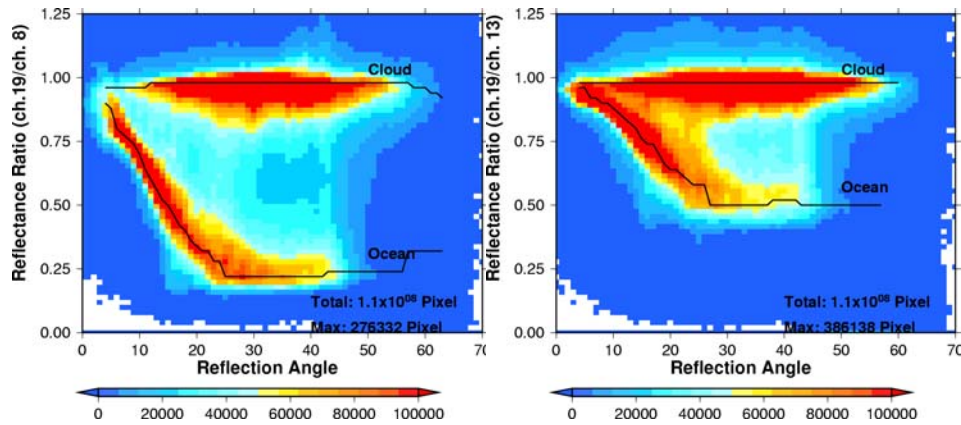 Reflectance Ratio (ch.19/ch. 8)
1.25
1.00
0.75
0.50
0.25
0.00
Cloud
Ocean
Total: 1.1x10⁰⁸ Pixel
Max: 276332 Pixel
0 10 20 30 40 50 60 70
Reflection Angle
0 20000 40000 60000 80000 100000
Reflectance Ratio (ch.19/ch. 13)
1.25
1.00
0.75
0.50
0.25
0.00
Cloud
Ocean
Total: 1.1x10⁰⁸ Pixel
Max: 386138 Pixel
0 10 20 30 40 50 60 70
Reflection Angle
0 20000 40000 60000 80000 100000